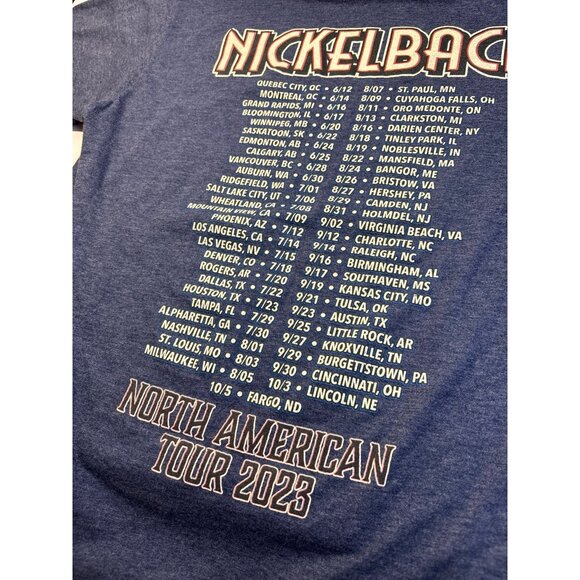 NICKELBAC
QUEBEC CITY, QC • 6/12 8/07 • ST. PAUL, MN
MONTREAL, QC • 6/14 8/09 • CUYAHOGA FALLS, OH
GRAND RAPIDS, MI • 6/16 8/11 • ORO MEDONTE, ON
BLOOMINGTON, IL • 6/17 8/13 • CLARKSTON, MI
WINNIPEG, MB • 6/20 8/16 • DARIEN CENTER, NY
SASKATOON, SK • 6/22 8/18 • TINLEY PARK, IL
EDMONTON, AB • 6/24 8/19 • NOBLESVILLE, IN
CALGARY, AB • 6/25 8/22 • MANSFIELD, MA
VANCOUVER, BC • 6/28 8/24 • BANGOR, ME
AUBURN, WA • 6/30 8/26 • BRISTOW, VA
RIDGEFIELD, WA • 7/01 8/27 • HERSHEY, PA
SALT LAKE CITY, UT • 7/06 8/29 • CAMDEN, NJ
WHEATLAND, CA • 7/08 8/31 • HOLMDEL, NJ
MOUNTAIN VIEW, CA • 7/09 9/02 • VIRGINIA BEACH, VA
PHOENIX, AZ • 7/12 9/12 • CHARLOTTE, NC
LOS ANGELES, CA • 7/14 9/14 • RALEIGH, NC
LAS VEGAS, NV • 7/15 9/16 • BIRMINGHAM, AL
DENVER, CO • 7/18 9/17 • SOUTHAVEN, MS
ROGERS, AR • 7/20 9/19 • KANSAS CITY, MO
DALLAS, TX • 7/22 9/21 • TULSA, OK
HOUSTON, TX • 7/23 9/23 • AUSTIN, TX
TAMPA, FL • 7/29 9/25 • LITTLE ROCK, AR
ALPHARETTA, GA • 7/30 9/27 • KNOXVILLE, TN
NASHVILLE, TN • 8/01 9/29 • BURGETTSTOWN, PA
ST. LOUIS, MO • 8/03 9/30 • CINCINNATI, OH
MILWAUKEE, WI • 8/05 10/3 • LINCOLN, NE
10/5 • FARGO, ND
NORTH AMERICAN
TOUR 2023